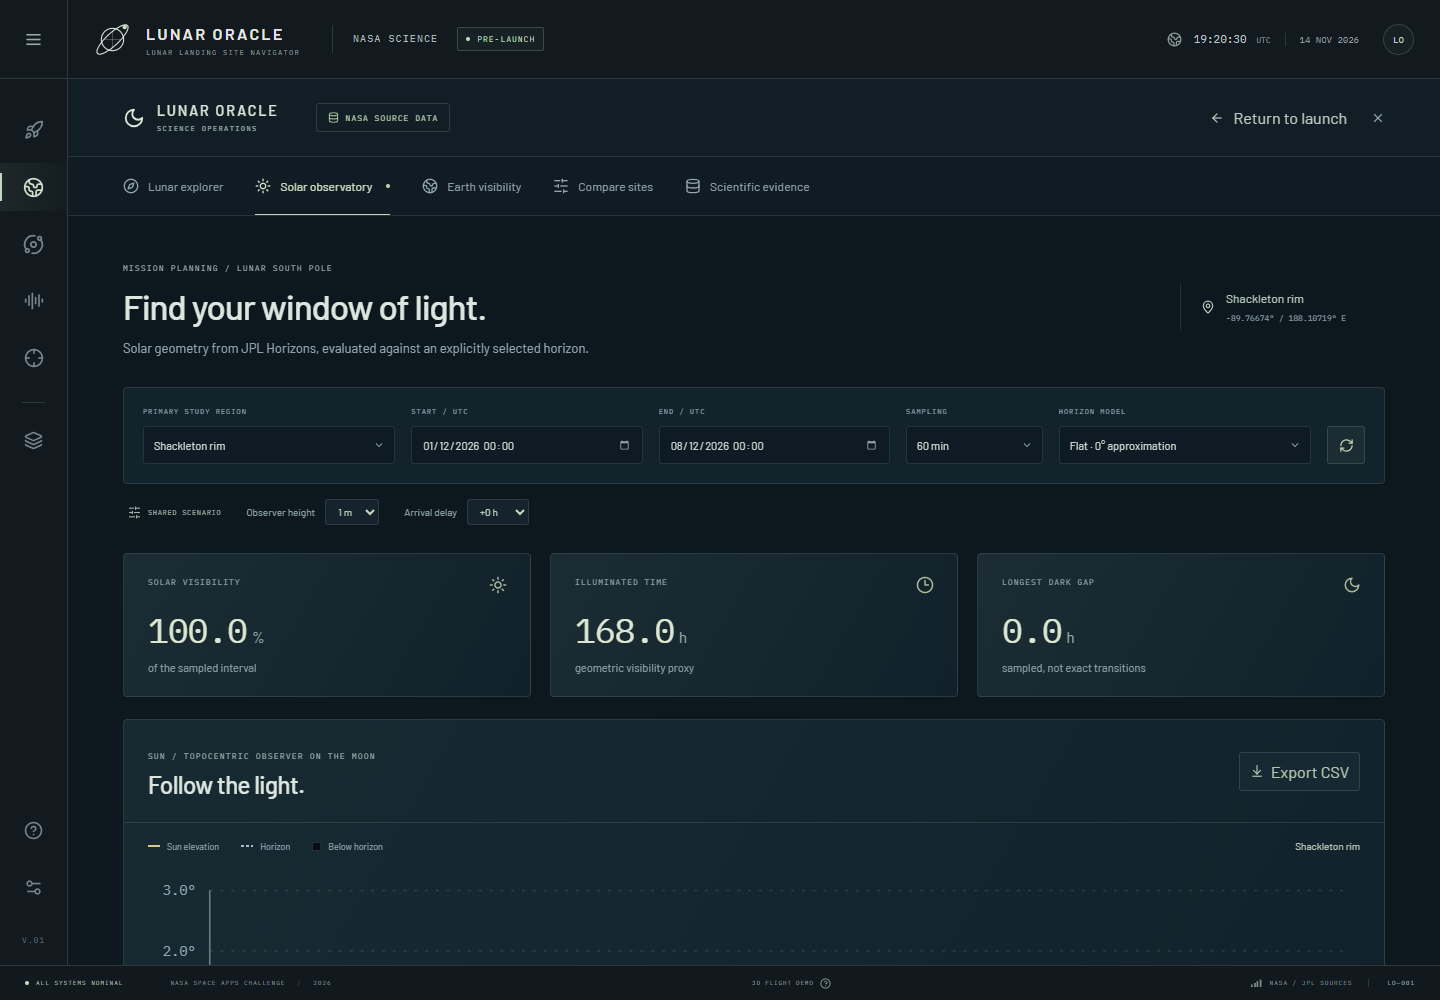 LUNAR ORACLE
LUNAR LANDING SITE NAVIGATOR
NASA SCIENCE
PRE-LAUNCH
19:20:30 UTC
14 NOV 2026
LO
LUNAR ORACLE
SCIENCE OPERATIONS
NASA SOURCE DATA
Return to launch
Lunar explorer
Solar observatory
Earth visibility
Compare sites
Scientific evidence
MISSION PLANNING / LUNAR SOUTH POLE
Find your window of light.
Solar geometry from JPL Horizons, evaluated against an explicitly selected horizon.
Shackleton rim
-89.76674° / 188.10719° E
PRIMARY STUDY REGION
START / UTC
END / UTC
SAMPLING
HORIZON MODEL
Shackleton rim
01/12/2026 00:00
08/12/2026 00:00
60 min
Flat · 0° approximation
SHARED SCENARIO
Observer height
1 m
Arrival delay
+0 h
SOLAR VISIBILITY
100.0 %
of the sampled interval
ILLUMINATED TIME
168.0 h
geometric visibility proxy
LONGEST DARK GAP
0.0 h
sampled, not exact transitions
SUN / TOPOCENTRIC OBSERVER ON THE MOON
Follow the light.
Export CSV
Sun elevation
Horizon
Below horizon
Shackleton rim
3.0°
2.0°
V.01
ALL SYSTEMS NOMINAL
NASA SPACE APPS CHALLENGE / 2026
3D FLIGHT DEMO
NASA / JPL SOURCES
LO—001